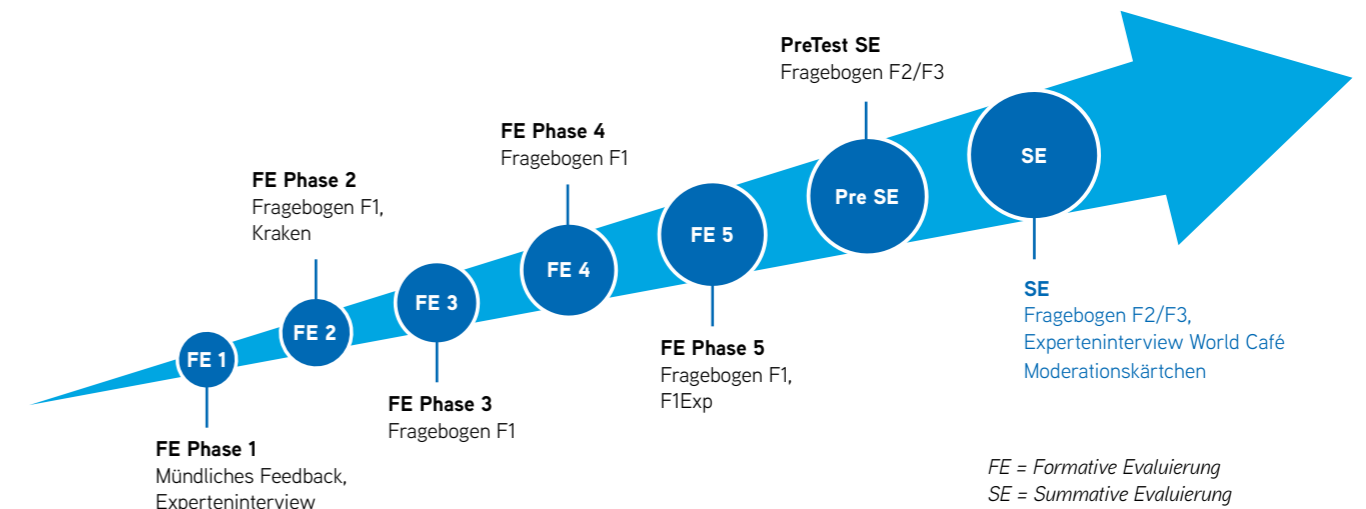 PreTest SE
Fragebogen F2/F3
FE Phase 4
Fragebogen F1
FE Phase 2
Fragebogen F1,
Kraken
FE 1
FE 2
FE 3
FE 4
FE 5
Pre SE
SE
FE Phase 1
Mündliches Feedback,
Experteninterview
FE Phase 3
Fragebogen F1
FE Phase 5
Fragebogen F1,
F1Exp
SE
Fragebogen F2/F3,
Experteninterview World Café
Moderationskärtchen
FE = Formative Evaluierung
SE = Summative Evaluierung